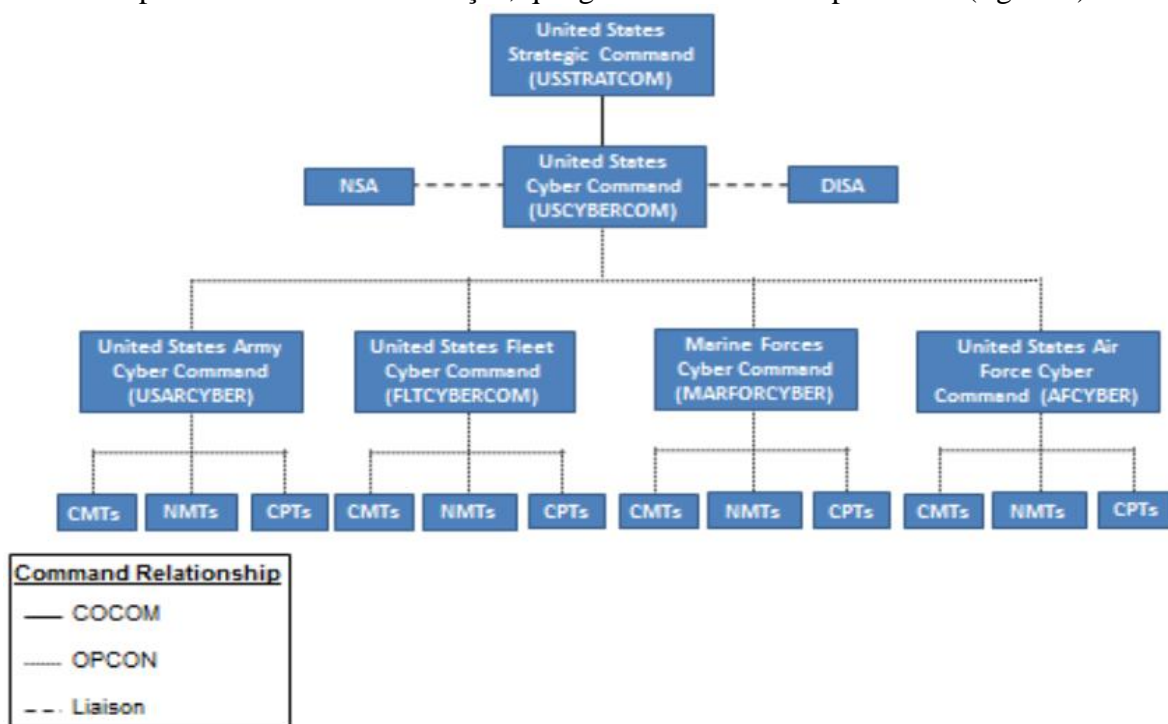 United States
Strategic Command
(USSTRATCOM)
United States
Cyber Command
(USCYBERCOM)
NSA
DISA
United States Army
Cyber Command
(USARCYBER)
United States Fleet
Cyber Command
(FLTCYBERCOM)
Marine Forces
Cyber Command
(MARFORCYBER)
United States Air
Force Cyber
Command (AFCYBER)
CMTs
NMTs
CPTs
CMTs
NMTs
CPTs
CMTs
NMTs
CPTs
CMTs
NMTs
CPTs
Command Relationship
COCOM
OPCON
Liaison